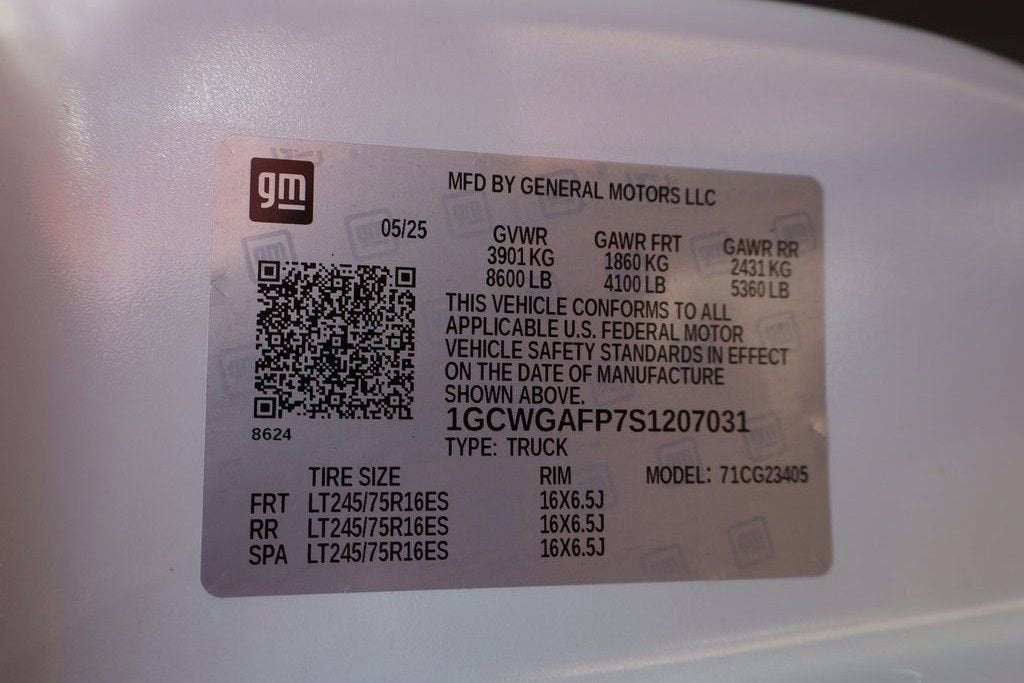 gm
MFD BY GENERAL MOTORS LLC
05/25
GVWR GAWR FRT GAWR RR
3901 KG 1860 KG 2431 KG
8600 LB 4100 LB 5360 LB
THIS VEHICLE CONFORMS TO ALL
APPLICABLE U.S. FEDERAL MOTOR
VEHICLE SAFETY STANDARDS IN EFFECT
ON THE DATE OF MANUFACTURE
SHOWN ABOVE.
1GCWGAFP7S1207031
8624
TYPE: TRUCK
TIRE SIZE RIM MODEL: 71CG23405
FRT LT245/75R16ES 16X6.5J
RR LT245/75R16ES 16X6.5J
SPA LT245/75R16ES 16X6.5J